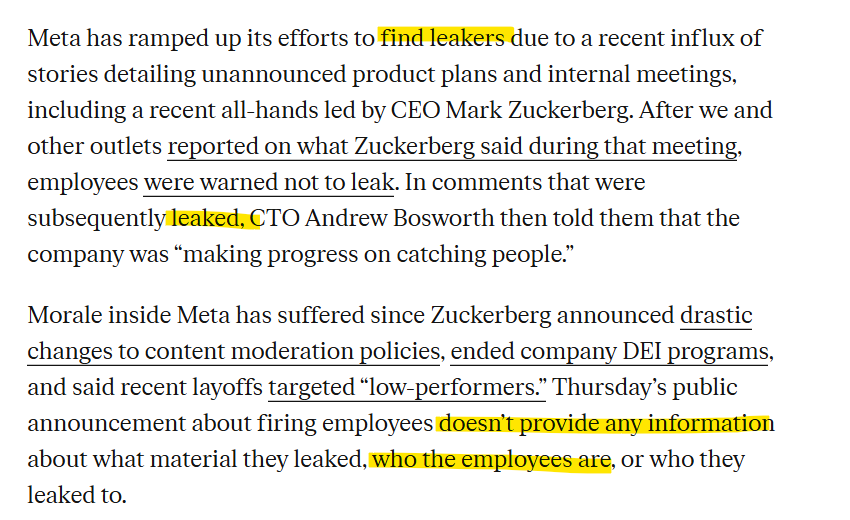 Meta has ramped up its efforts to find leakers due to a recent influx of
stories detailing unannounced product plans and internal meetings,
including a recent all-hands led by CEO Mark Zuckerberg. After we and
other outlets reported on what Zuckerberg said during that meeting,
employees were warned not to leak. In comments that were
subsequently leaked, CTO Andrew Bosworth then told them that the
company was “making progress on catching people.”
Morale inside Meta has suffered since Zuckerberg announced drastic
changes to content moderation policies, ended company DEI programs,
and said recent layoffs targeted “low-performers.” Thursday’s public
announcement about firing employees doesn’t provide any information
about what material they leaked, who the employees are, or who they
leaked to.